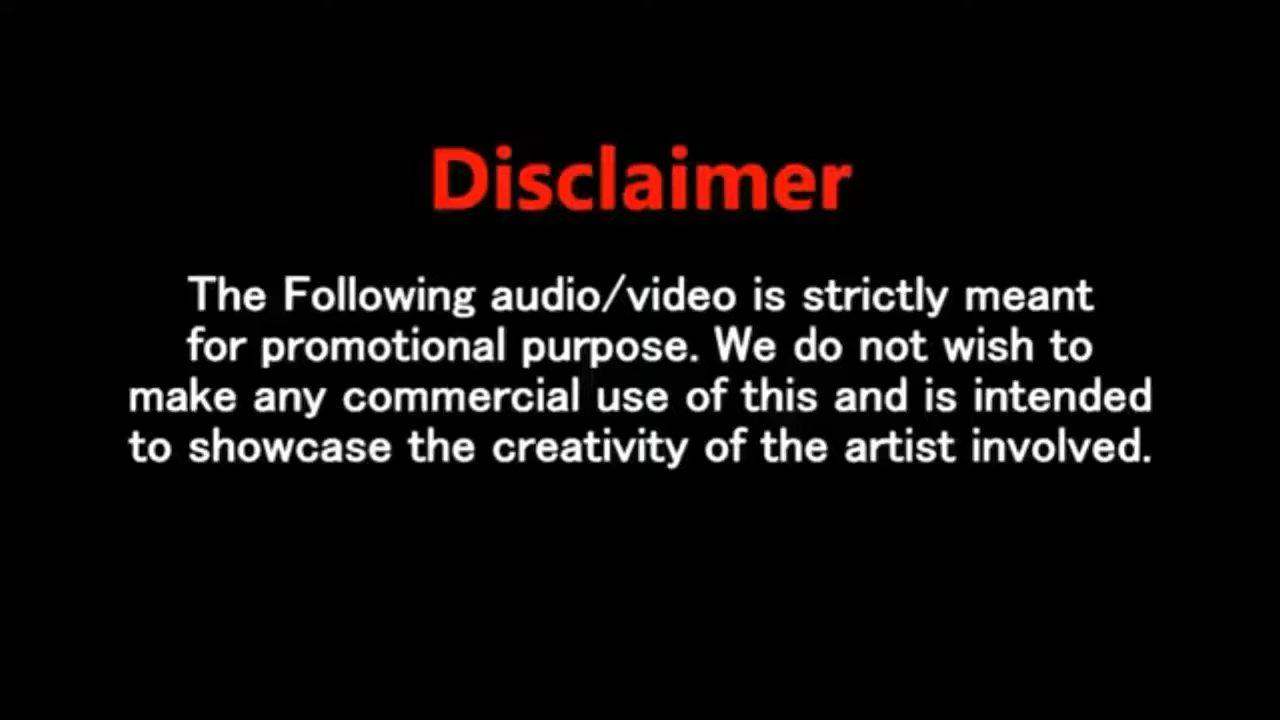 Disclaimer
The Following audio/video is strictly meant
for promotional purpose. We do not wish to
make any commercial use of this and is intended
to showcase the creativity of the artist involved.